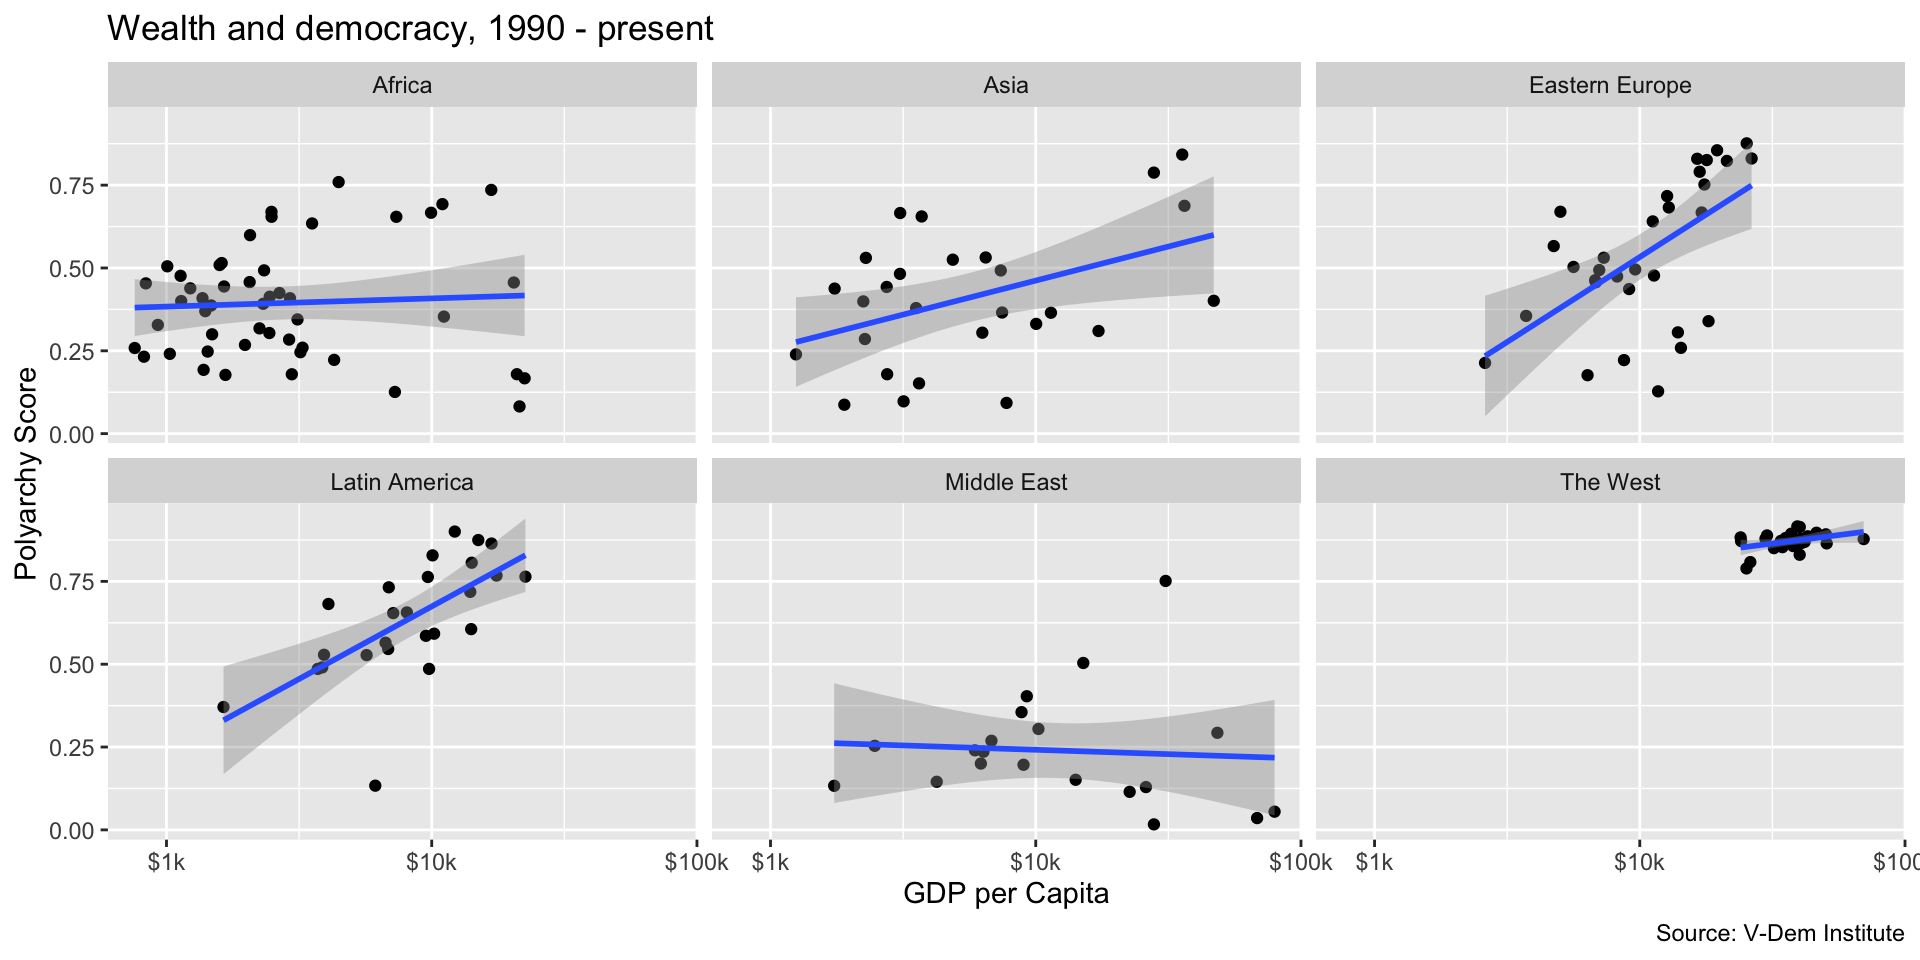 Wealth and democracy, 1990 - present
Africa
Asia
Eastern Europe
0.75
0.50
0.25
0.00
Polyarchy Score
Latin America
Middle East
The West
0.75
0.50
0.25
0.00
$1k $10k $100k $1k $10k $100k $1k $10k $100
GDP per Capita
Source: V-Dem Institute